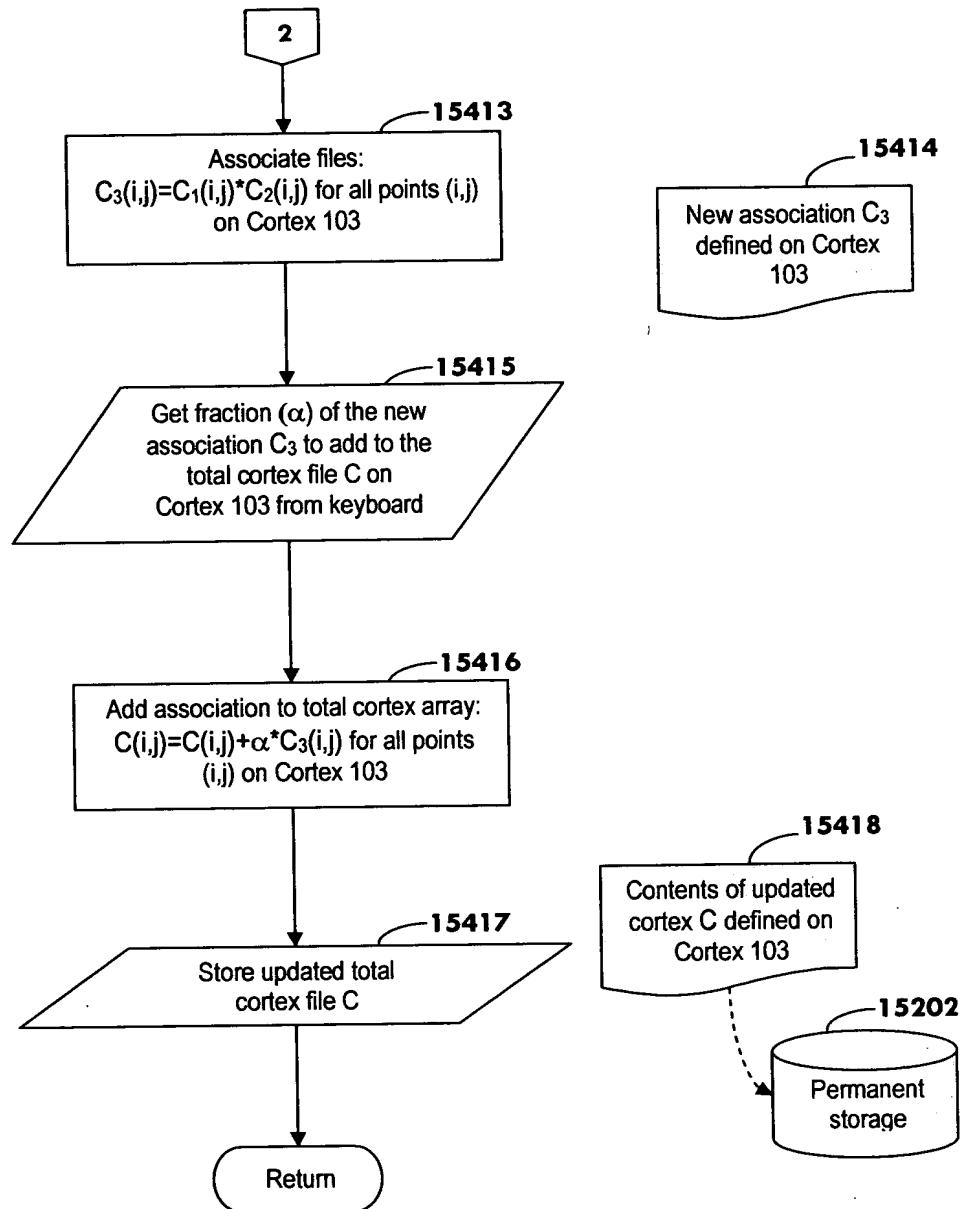 2
15413
Associate files:
C₃(i,j)=C₁(i,j)*C₂(i,j) for all points (i,j)
on Cortex 103
15414
New association C₃
defined on Cortex
103
15415
Get fraction (α) of the new
association C₃ to add to the
total cortex file C on
Cortex 103 from keyboard
15416
Add association to total cortex array:
C(i,j)=C(i,j)+α*C₃(i,j) for all points
(i,j) on Cortex 103
15418
Contents of updated
cortex C defined on
Cortex 103
15417
Store updated total
cortex file C
15202
Permanent
storage
Return